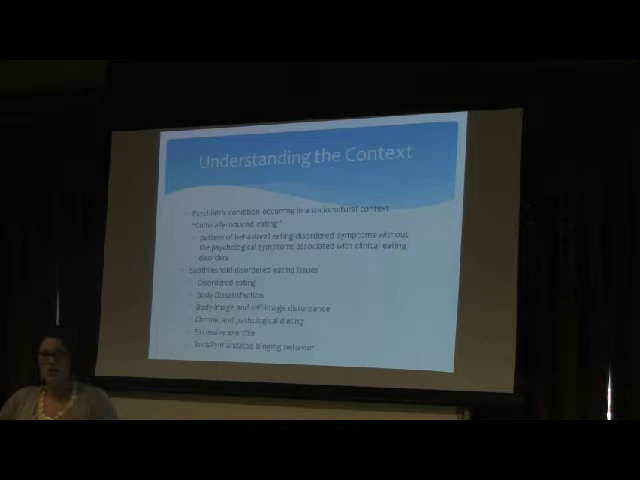 Understanding the Context
Psychiatric condition occurring in a sociocultural context
"Culturally-induced eating"
pattern of behavioral eating-disordered symptoms without
the psychological symptoms associated with clinical eating
disorders
Subthreshold disordered eating issues
Disordered eating
Body Dissatisfaction
Body-image and self-image disturbance
Chronic and pathological dieting
Excessive exercise
Socially-mandated binging behavior